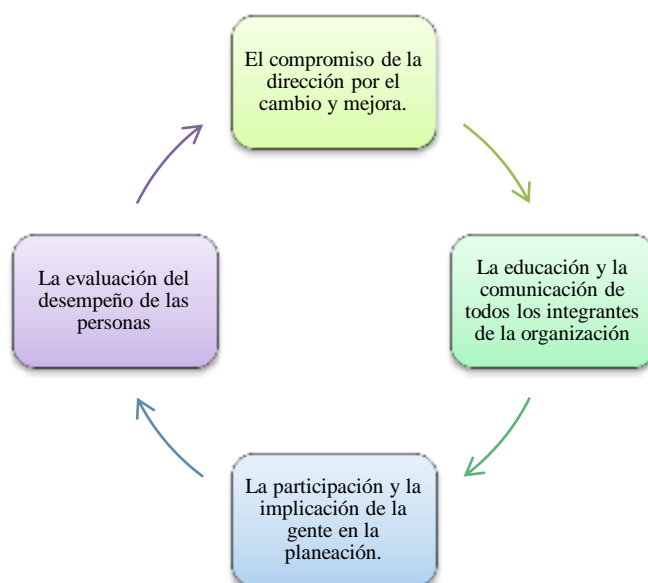 El compromiso de la
dirección por el
cambio y mejora.
La educación y la
comunicación de
todos los integrantes
de la organización
La participación y la
implicación de la
gente en la
planeación.
La evaluación del
desempeño de las
personas